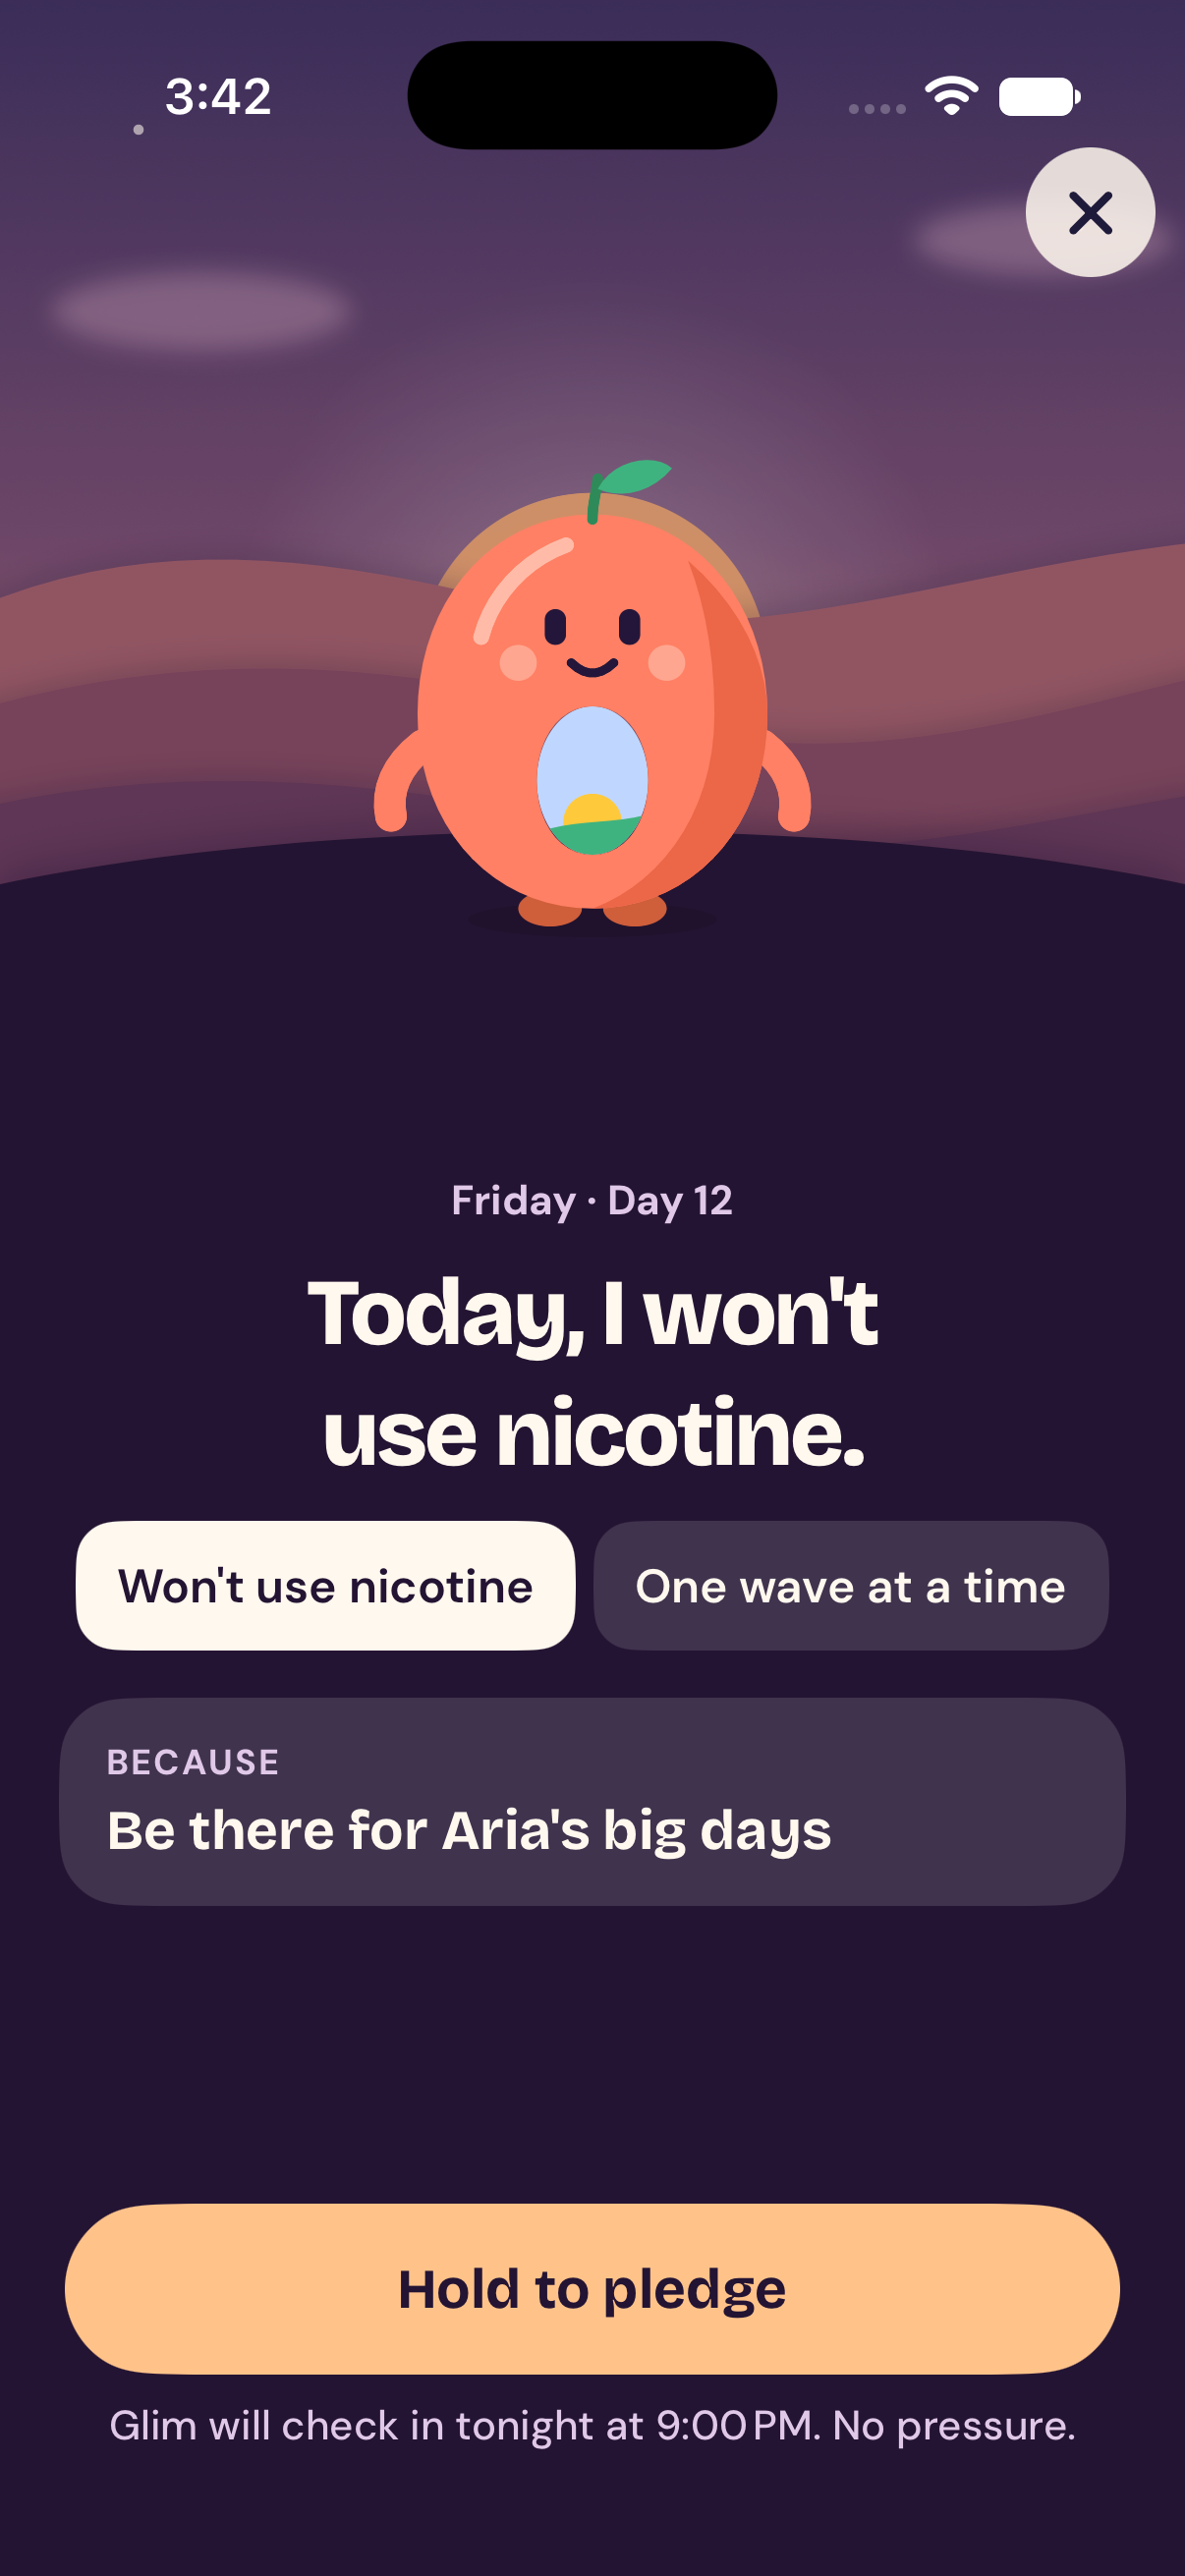 3:42
Friday · Day 12
Today, I won't
use nicotine.
Won't use nicotine
One wave at a time
BECAUSE
Be there for Aria's big days
Hold to pledge
Glim will check in tonight at 9:00 PM. No pressure.